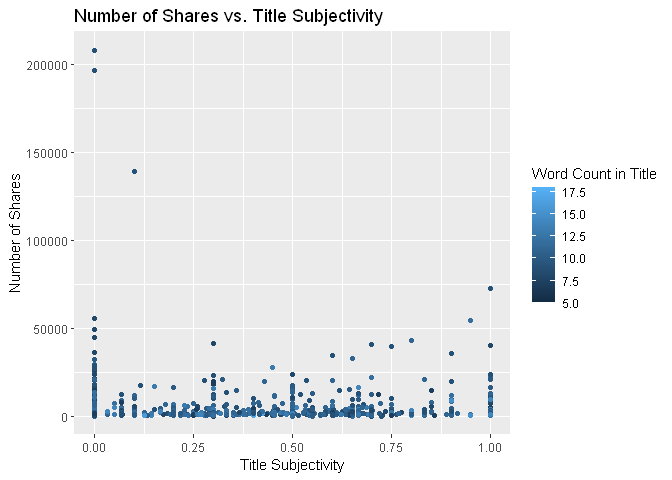 Number of Shares vs. Title Subjectivity
200000
150000
100000
50000
0
Number of Shares
0.00 0.25 0.50 0.75 1.00
Title Subjectivity
Word Count in Title
17.5
15.0
12.5
10.0
7.5
5.0